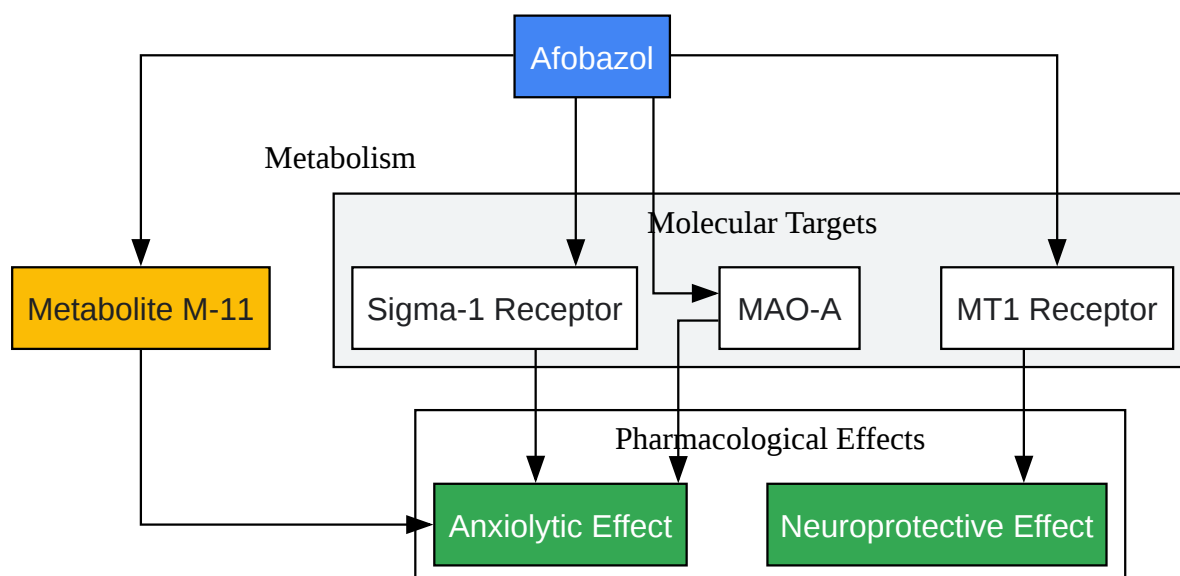 Afobazol
Metabolism
Molecular Targets
Metabolite M-11
Sigma-1 Receptor
MAO-A
MT1 Receptor
Pharmacological Effects
Anxiolytic Effect
Neuroprotective Effect